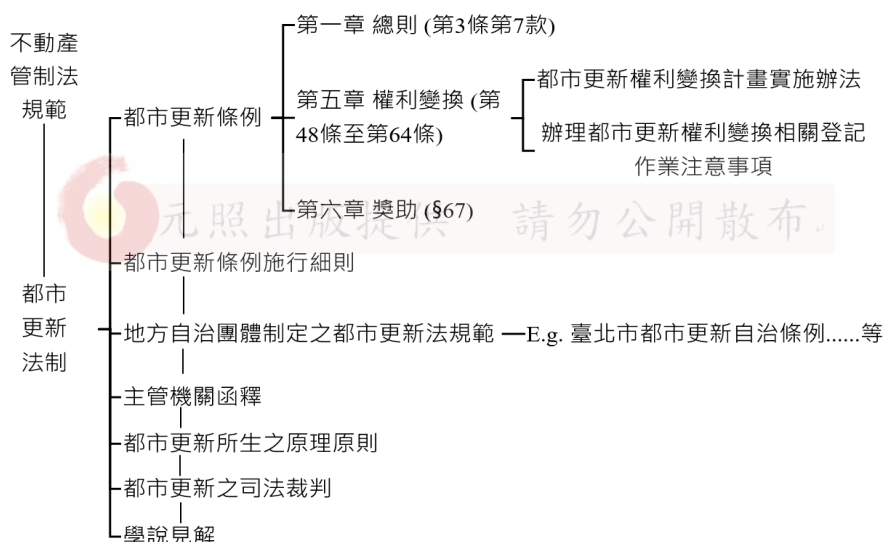 不動產
管制法
規範
都市
更新
法制
都市更新條例
第一章 總則 (第3條第7款)
第五章 權利變換 (第
48條至第64條)
都市更新權利變換計畫實施辦法
辦理都市更新權利變換相關登記
作業注意事項
第六章 獎助 (§67)
元照出版提供 請勿公開散布。
都市更新條例施行細則
地方自治團體制定之都市更新法規範
E.g. 臺北市都市更新自治條例......等
主管機關函釋
都市更新所生之原理原則
都市更新之司法裁判
學說見解